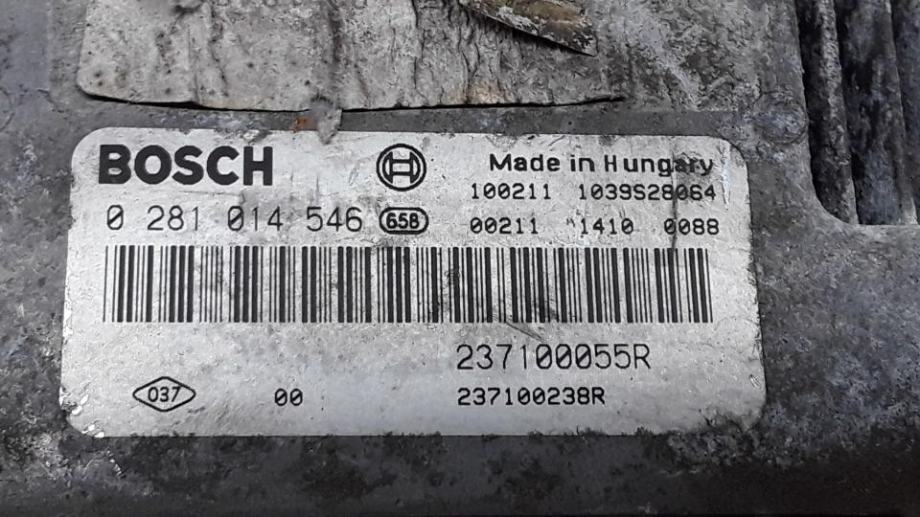 BOSCH
Made in Hungary
100211 1039S28064
0 281 014 546 658
00211 1410 0088
237100055R
037 00 237100238R